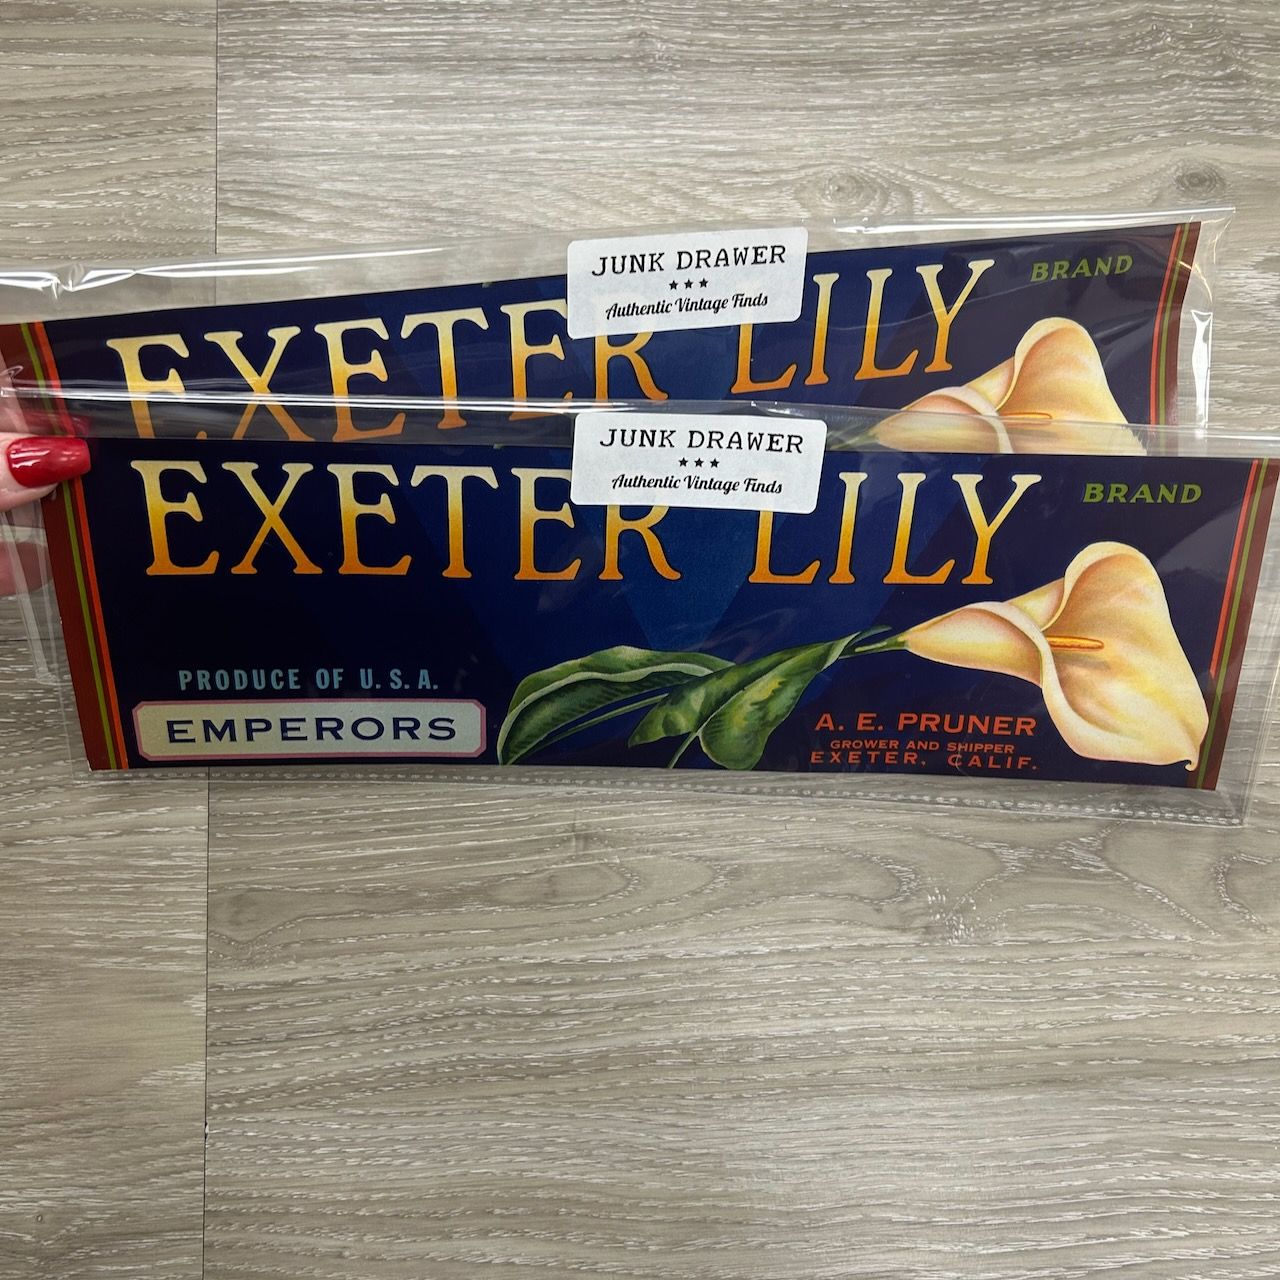 JUNK DRAWER
Authentic Vintage Finds
EXETER LILY
BRAND
JUNK DRAWER
Authentic Vintage Finds
EXETER LILY
BRAND
PRODUCE OF U.S.A.
EMPERORS
A. E. PRUNER
GROWER AND SHIPPER
EXETER, CALIF.